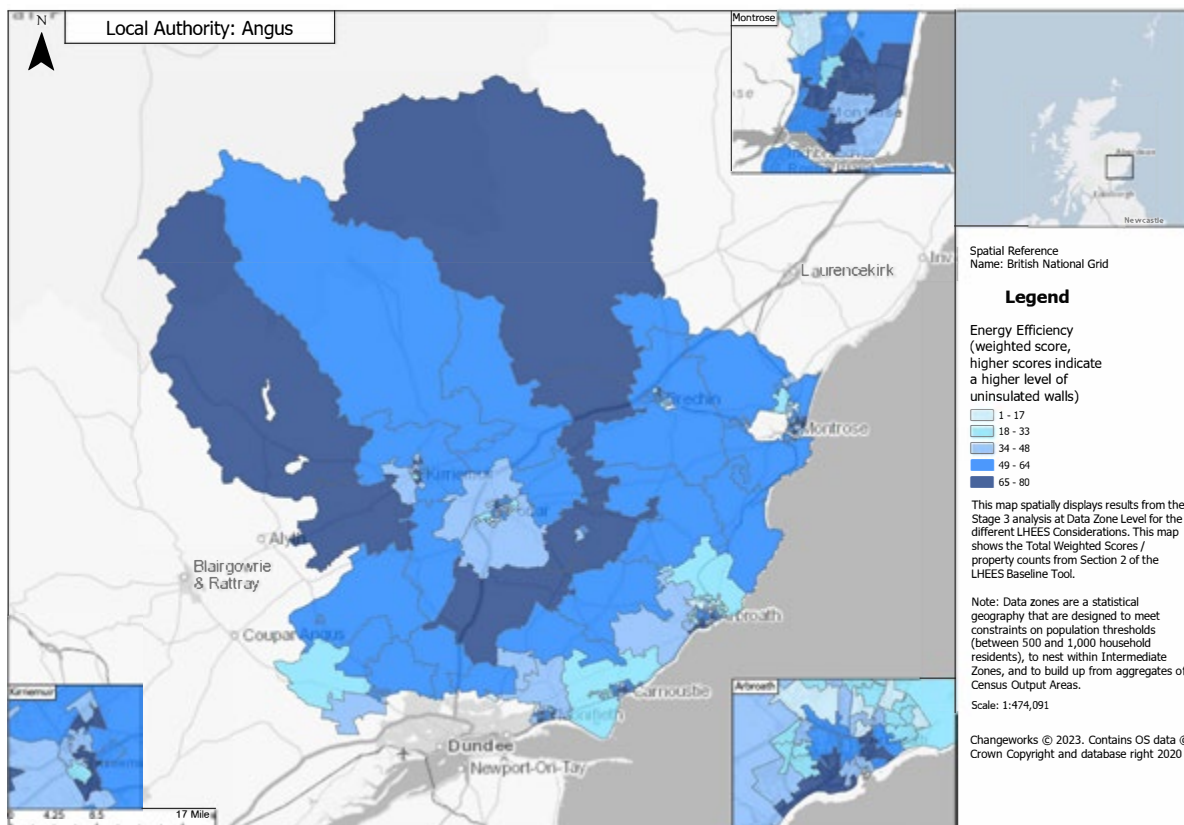 N
Local Authority: Angus
Montrose
Montrose
Aberdeen
Edinburgh
Newcastle
Laurencekirk
Inv
Spatial Reference
Name: British National Grid
Legend
Energy Efficiency
(weighted score,
higher scores indicate
a higher level of
uninsulated walls)
1 - 17
18 - 33
34 - 48
49 - 64
65 - 80
This map spatially displays results from the
Stage 3 analysis at Data Zone Level for the
different LHEES Considerations. This map
shows the Total Weighted Scores /
property counts from Section 2 of the
LHEES Baseline Tool.
Note: Data zones are a statistical
geography that are designed to meet
constraints on population thresholds
(between 500 and 1,000 household
residents), to nest within Intermediate
Zones, and to build up from aggregates of
Census Output Areas.
Scale: 1:474,091
Changeworks © 2023. Contains OS data ©
Crown Copyright and database right 2020
Brechin
Montrose
Kirriemuir
Forfar
Alyth
Blairgowrie
& Rattray
Coupar Angus
Arbroath
Carnoustie
Monifieth
Dundee
Newport-On-Tay
Kirriemuir
Arbroath
0 4.25 8.5 17 Mile